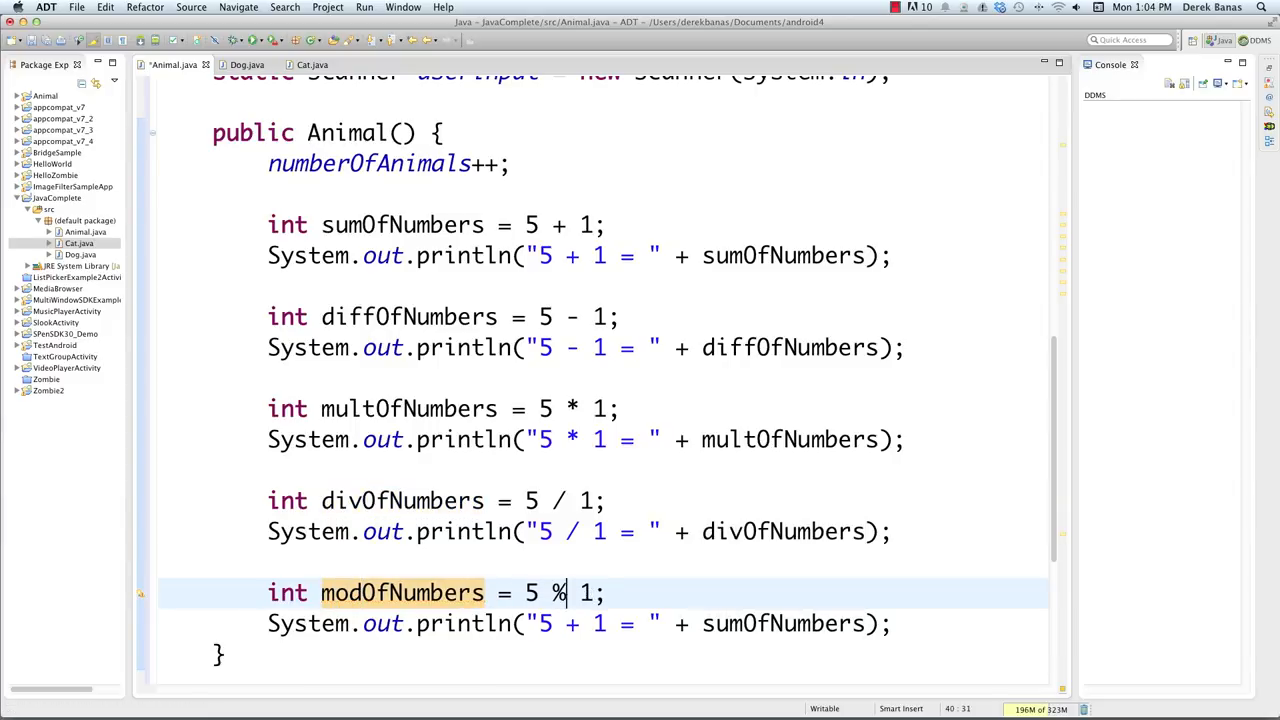 ADT File Edit Refactor Source Navigate Search Project Run Window Help 10 Mon 1:04 PM Derek Banas
Java – JavaComplete/src/Animal.java – ADT – /Users/derekbanas/Documents/android4
Quick Access Java DDMS
Package Exp *Animal.java Dog.java Cat.java Console
DDMS
Animal
appcompat_v7
appcompat_v7_2
appcompat_v7_3
appcompat_v7_4
BridgeSample
HelloWorld
HelloZombie
ImageFilterSampleApp
JavaComplete
src
(default package)
Animal.java
Cat.java
Dog.java
JRE System Library [Ja
ListPickerExample2Activi
MediaBrowser
MultiWindowSDKExample
MusicPlayerActivity
SlookActivity
SPenSDK30_Demo
TestAndroid
TextGroupActivity
VideoPlayerActivity
Zombie
Zombie2
static Scanner userInput = new Scanner(System.in);
public Animal() {
numberOfAnimals++;
int sumOfNumbers = 5 + 1;
System.out.println("5 + 1 = " + sumOfNumbers);
int diffOfNumbers = 5 - 1;
System.out.println("5 - 1 = " + diffOfNumbers);
int multOfNumbers = 5 * 1;
System.out.println("5 * 1 = " + multOfNumbers);
int divOfNumbers = 5 / 1;
System.out.println("5 / 1 = " + divOfNumbers);
int modOfNumbers = 5 % 1;
System.out.println("5 + 1 = " + sumOfNumbers);
}
Writable Smart Insert 40 : 31 196M of 323M